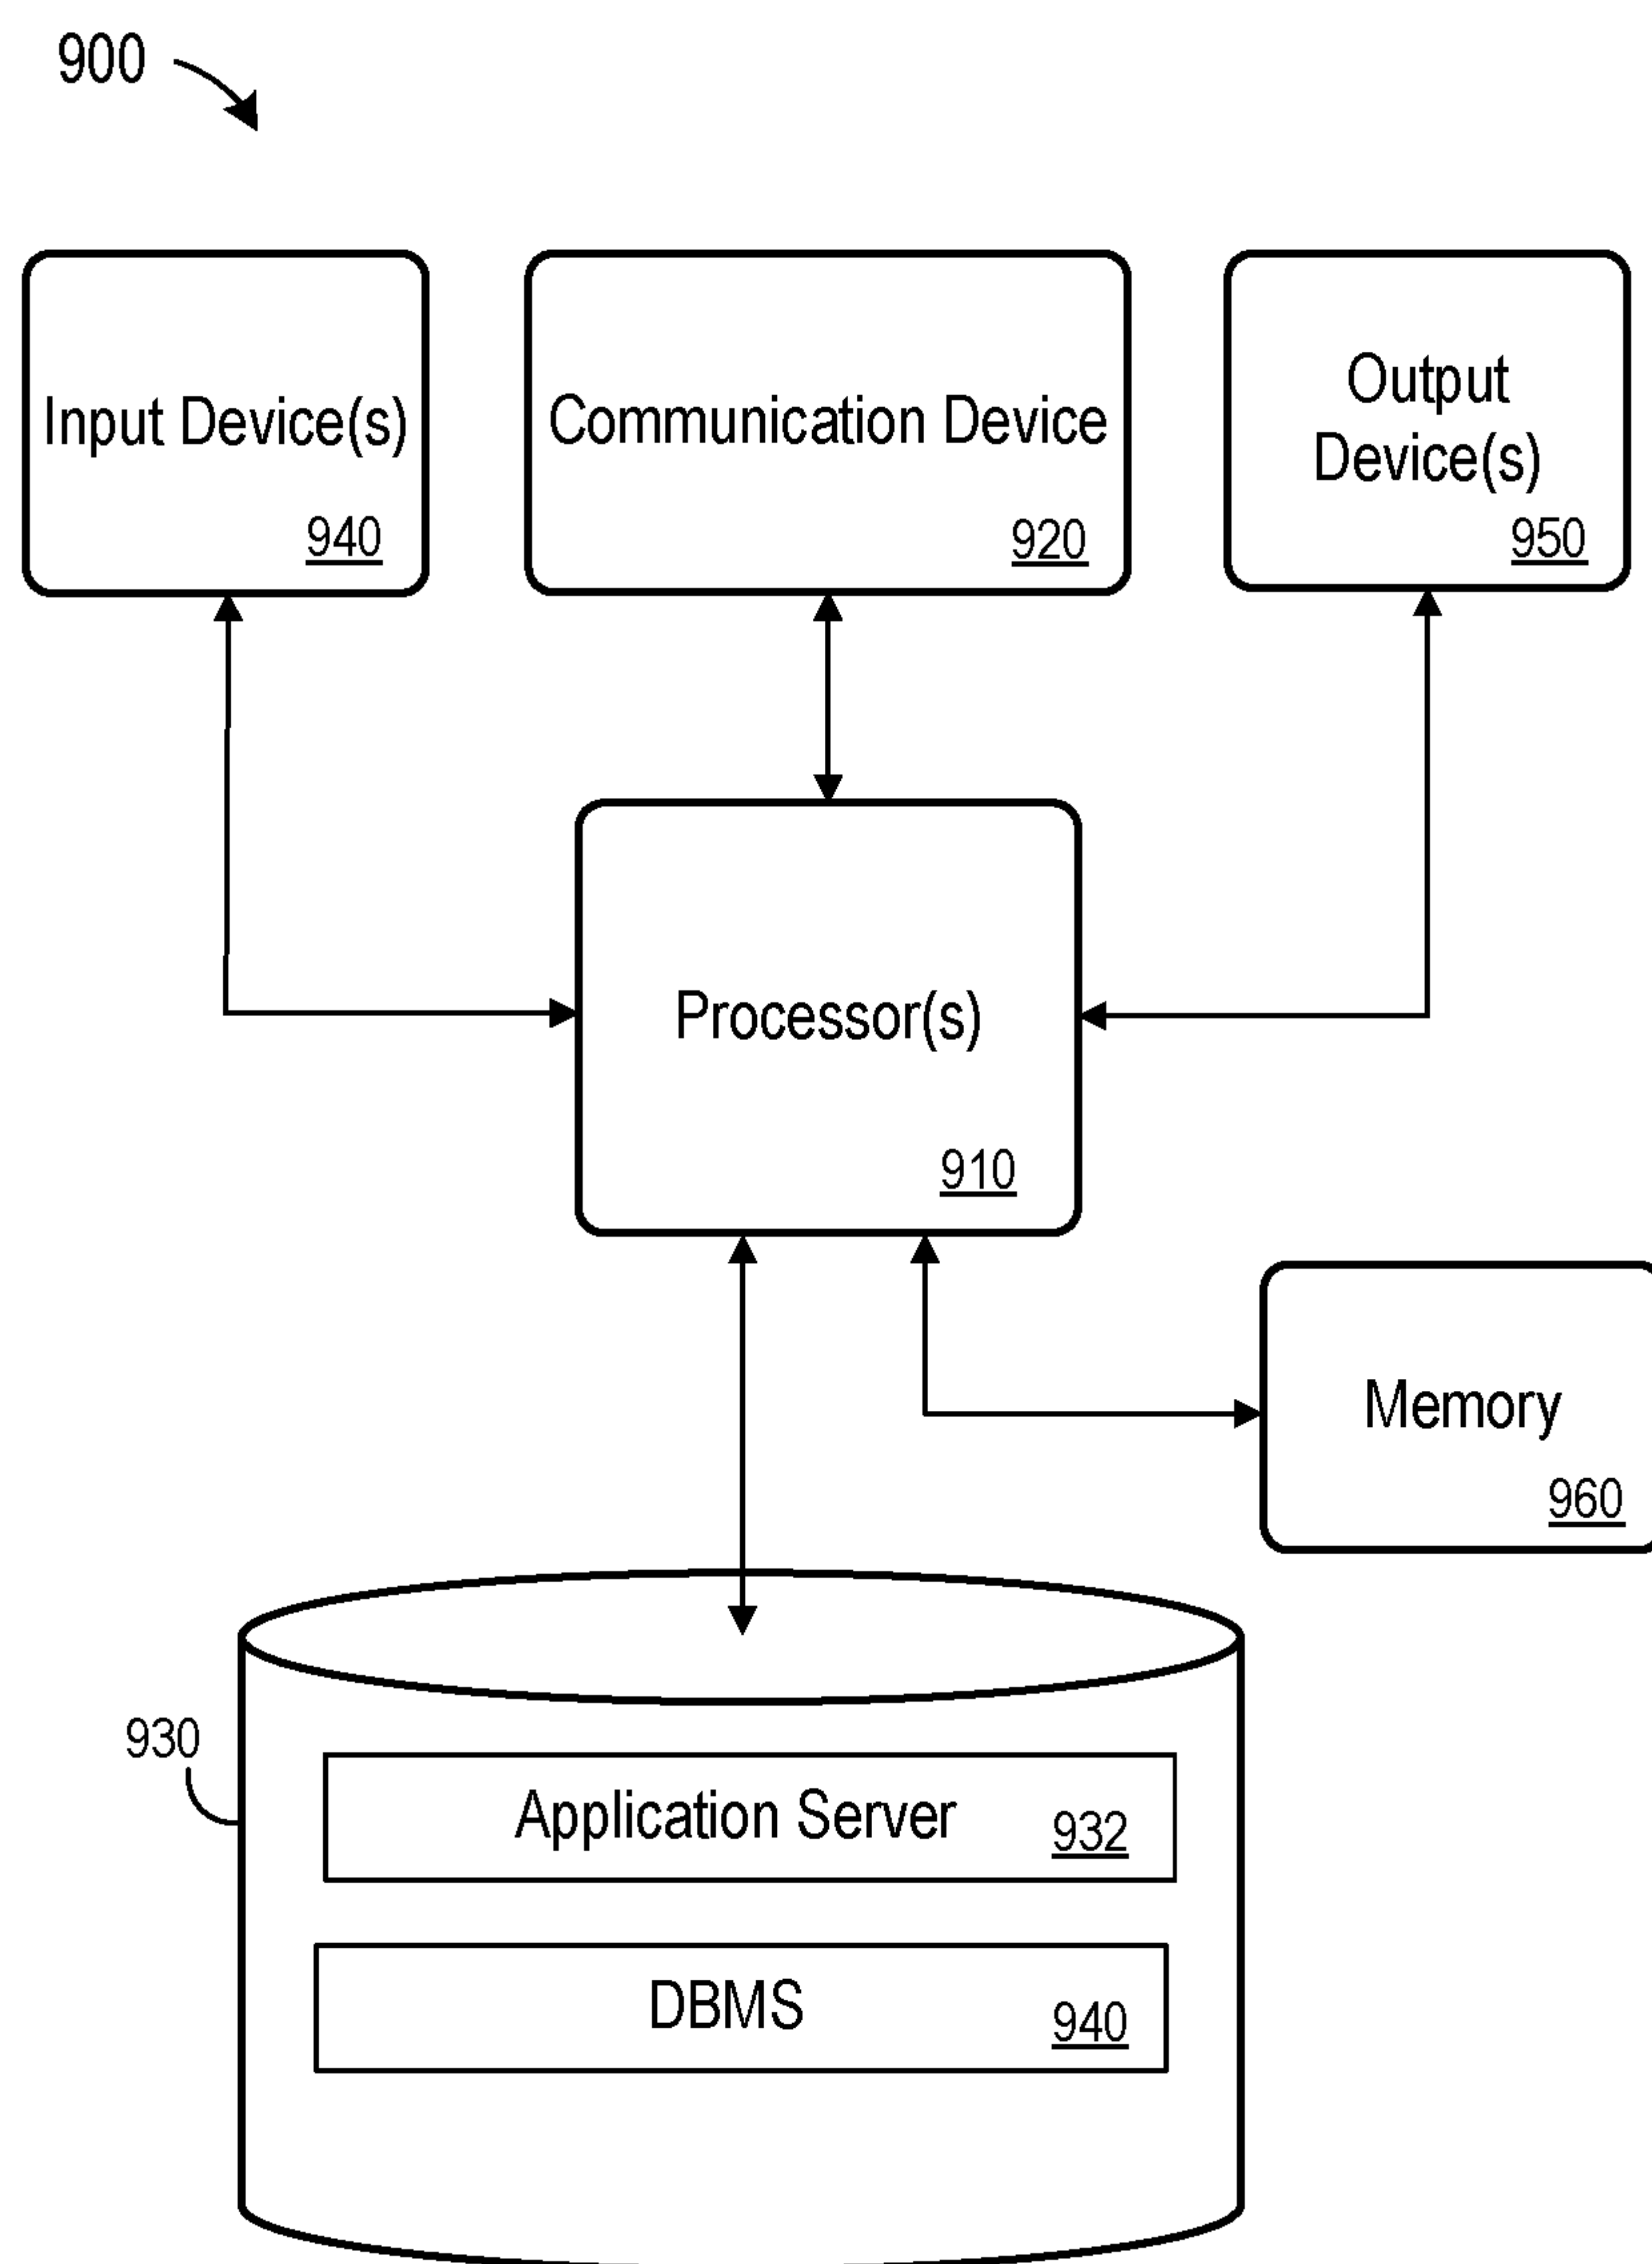 900
Input Device(s)
940
Communication Device
920
Output
Device(s)
950
Processor(s)
910
Memory
960
930
Application Server
932
DBMS
940